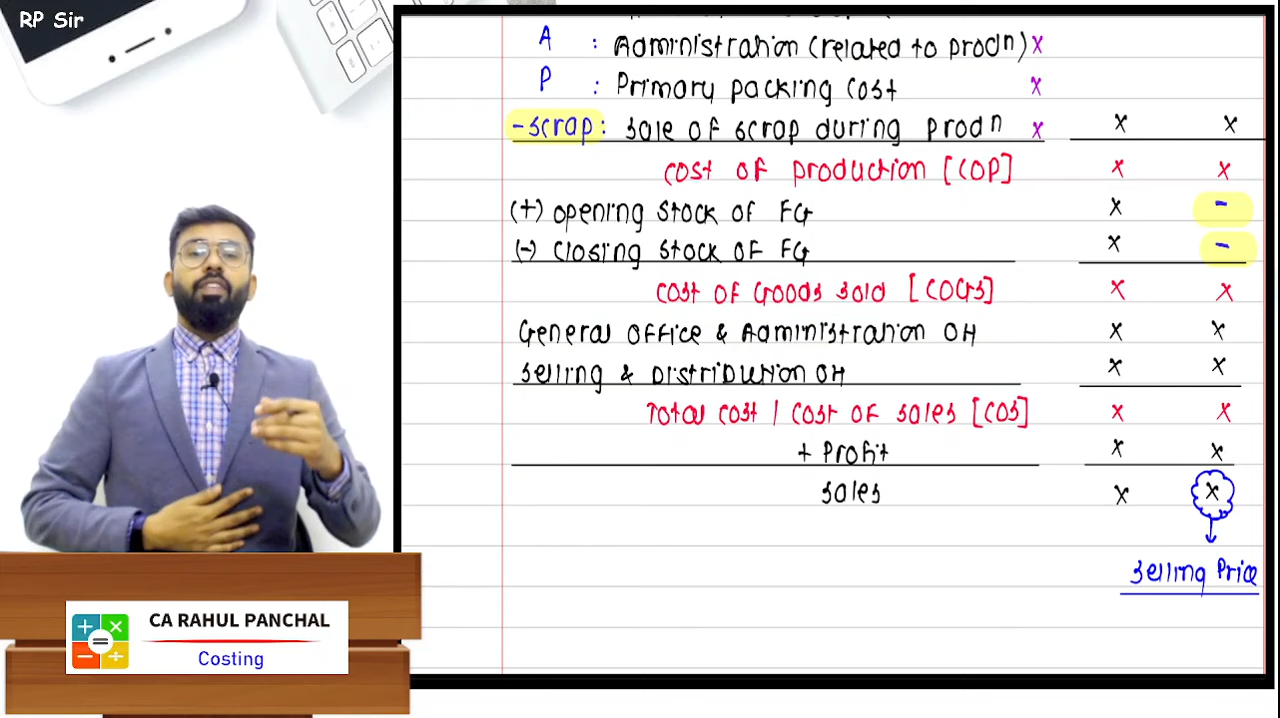 RP Sir
A : Administration (related to prodn) x
P : Primary packing cost x
-scrap: sale of scrap during prodn x x x
cost of production [COP] x x
(+) opening stock of FG x -
(-) closing stock of FG x -
cost of Goods sold [COGS] x x
General office & Administration OH x x
selling & Distribution OH x x
Total cost / cost of sales [COS] x x
+ Profit x x
sales x x
selling Price
CA RAHUL PANCHAL
Costing